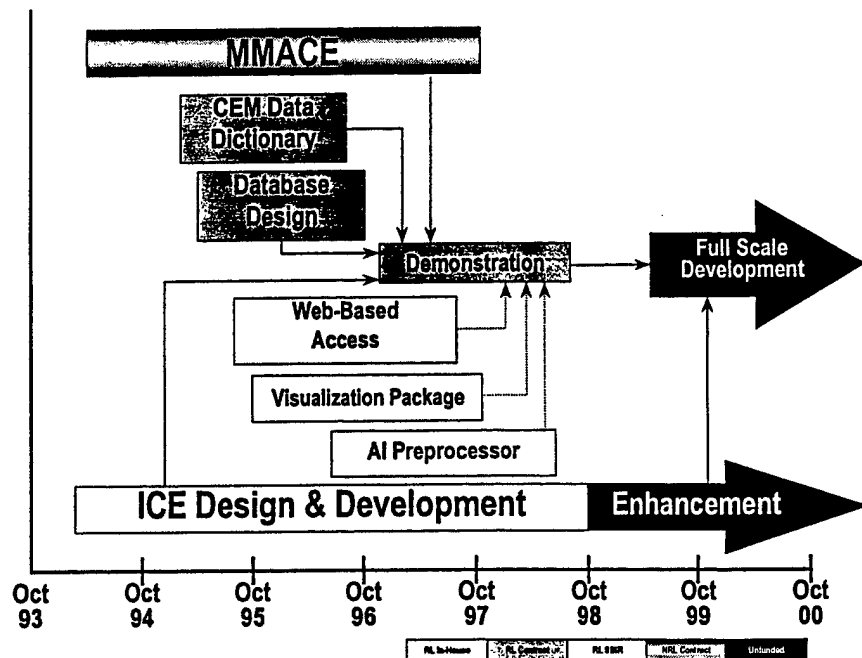 MMACE
CEM Data
Dictionary
Database
Design
Demonstration
Full Scale
Development
Web-Based
Access
Visualization Package
AI Preprocessor
ICE Design & Development
Enhancement
Oct Oct Oct Oct Oct Oct Oct Oct
93 94 95 96 97 98 99 00
RL In-House RL Contract RL SBIR NRL Contract Unfunded